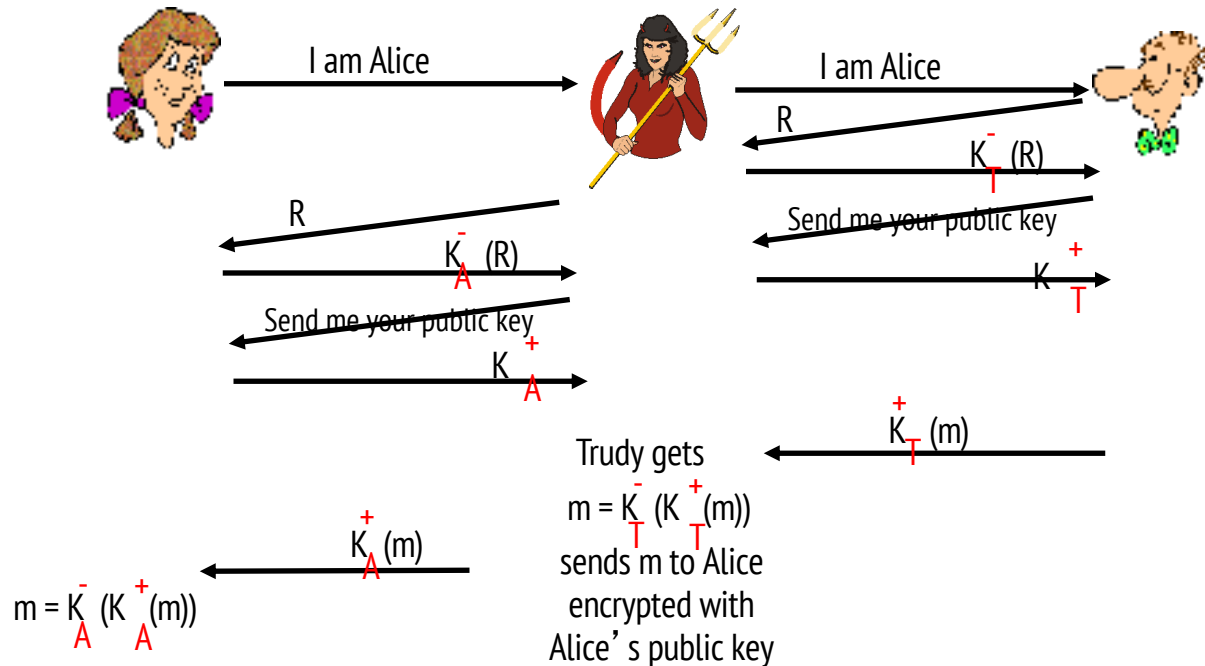 I am Alice
I am Alice
R
K⁻T (R)
Send me your public key
K⁺T
R
K⁻A (R)
Send me your public key
K⁺A
K⁺T (m)
Trudy gets
m = K⁻T (K⁺T(m))
sends m to Alice
encrypted with
Alice’s public key
K⁺A (m)
m = K⁻A (K⁺A(m))